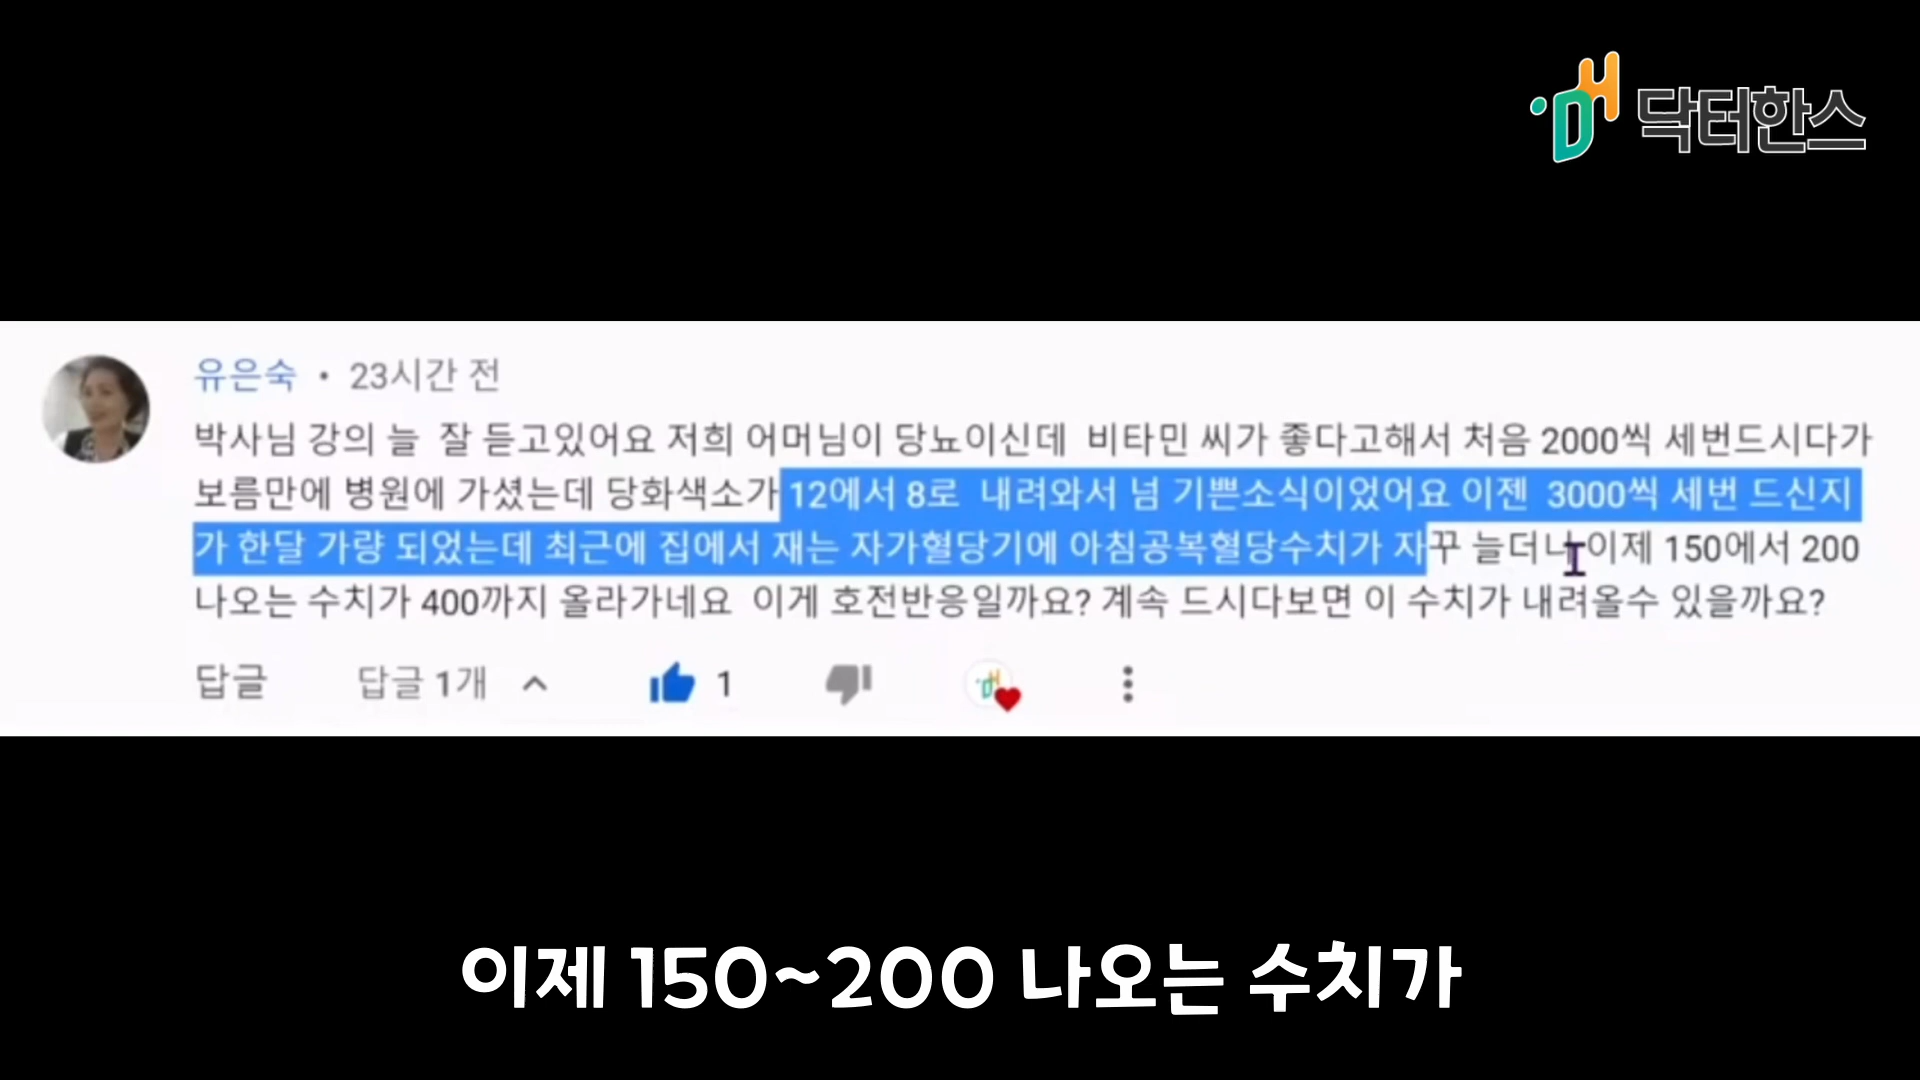 닥터한스
유은숙 • 23시간 전
박사님 강의 늘 잘 듣고있어요 저희 어머님이 당뇨이신데 비타민 씨가 좋다고해서 처음 2000씩 세번드시다가
보름만에 병원에 가셨는데 당화색소가 12에서 8로 내려와서 넘 기쁜소식이었어요 이젠 3000씩 세번 드신지
가 한달 가량 되었는데 최근에 집에서 재는 자가혈당기에 아침공복혈당수치가 자꾸 늘더니 이제 150에서 200
나오는 수치가 400까지 올라가네요 이게 호전반응일까요? 계속 드시다보면 이 수치가 내려올수 있을까요?
답글 답글 1개 1
이제 150~200 나오는 수치가